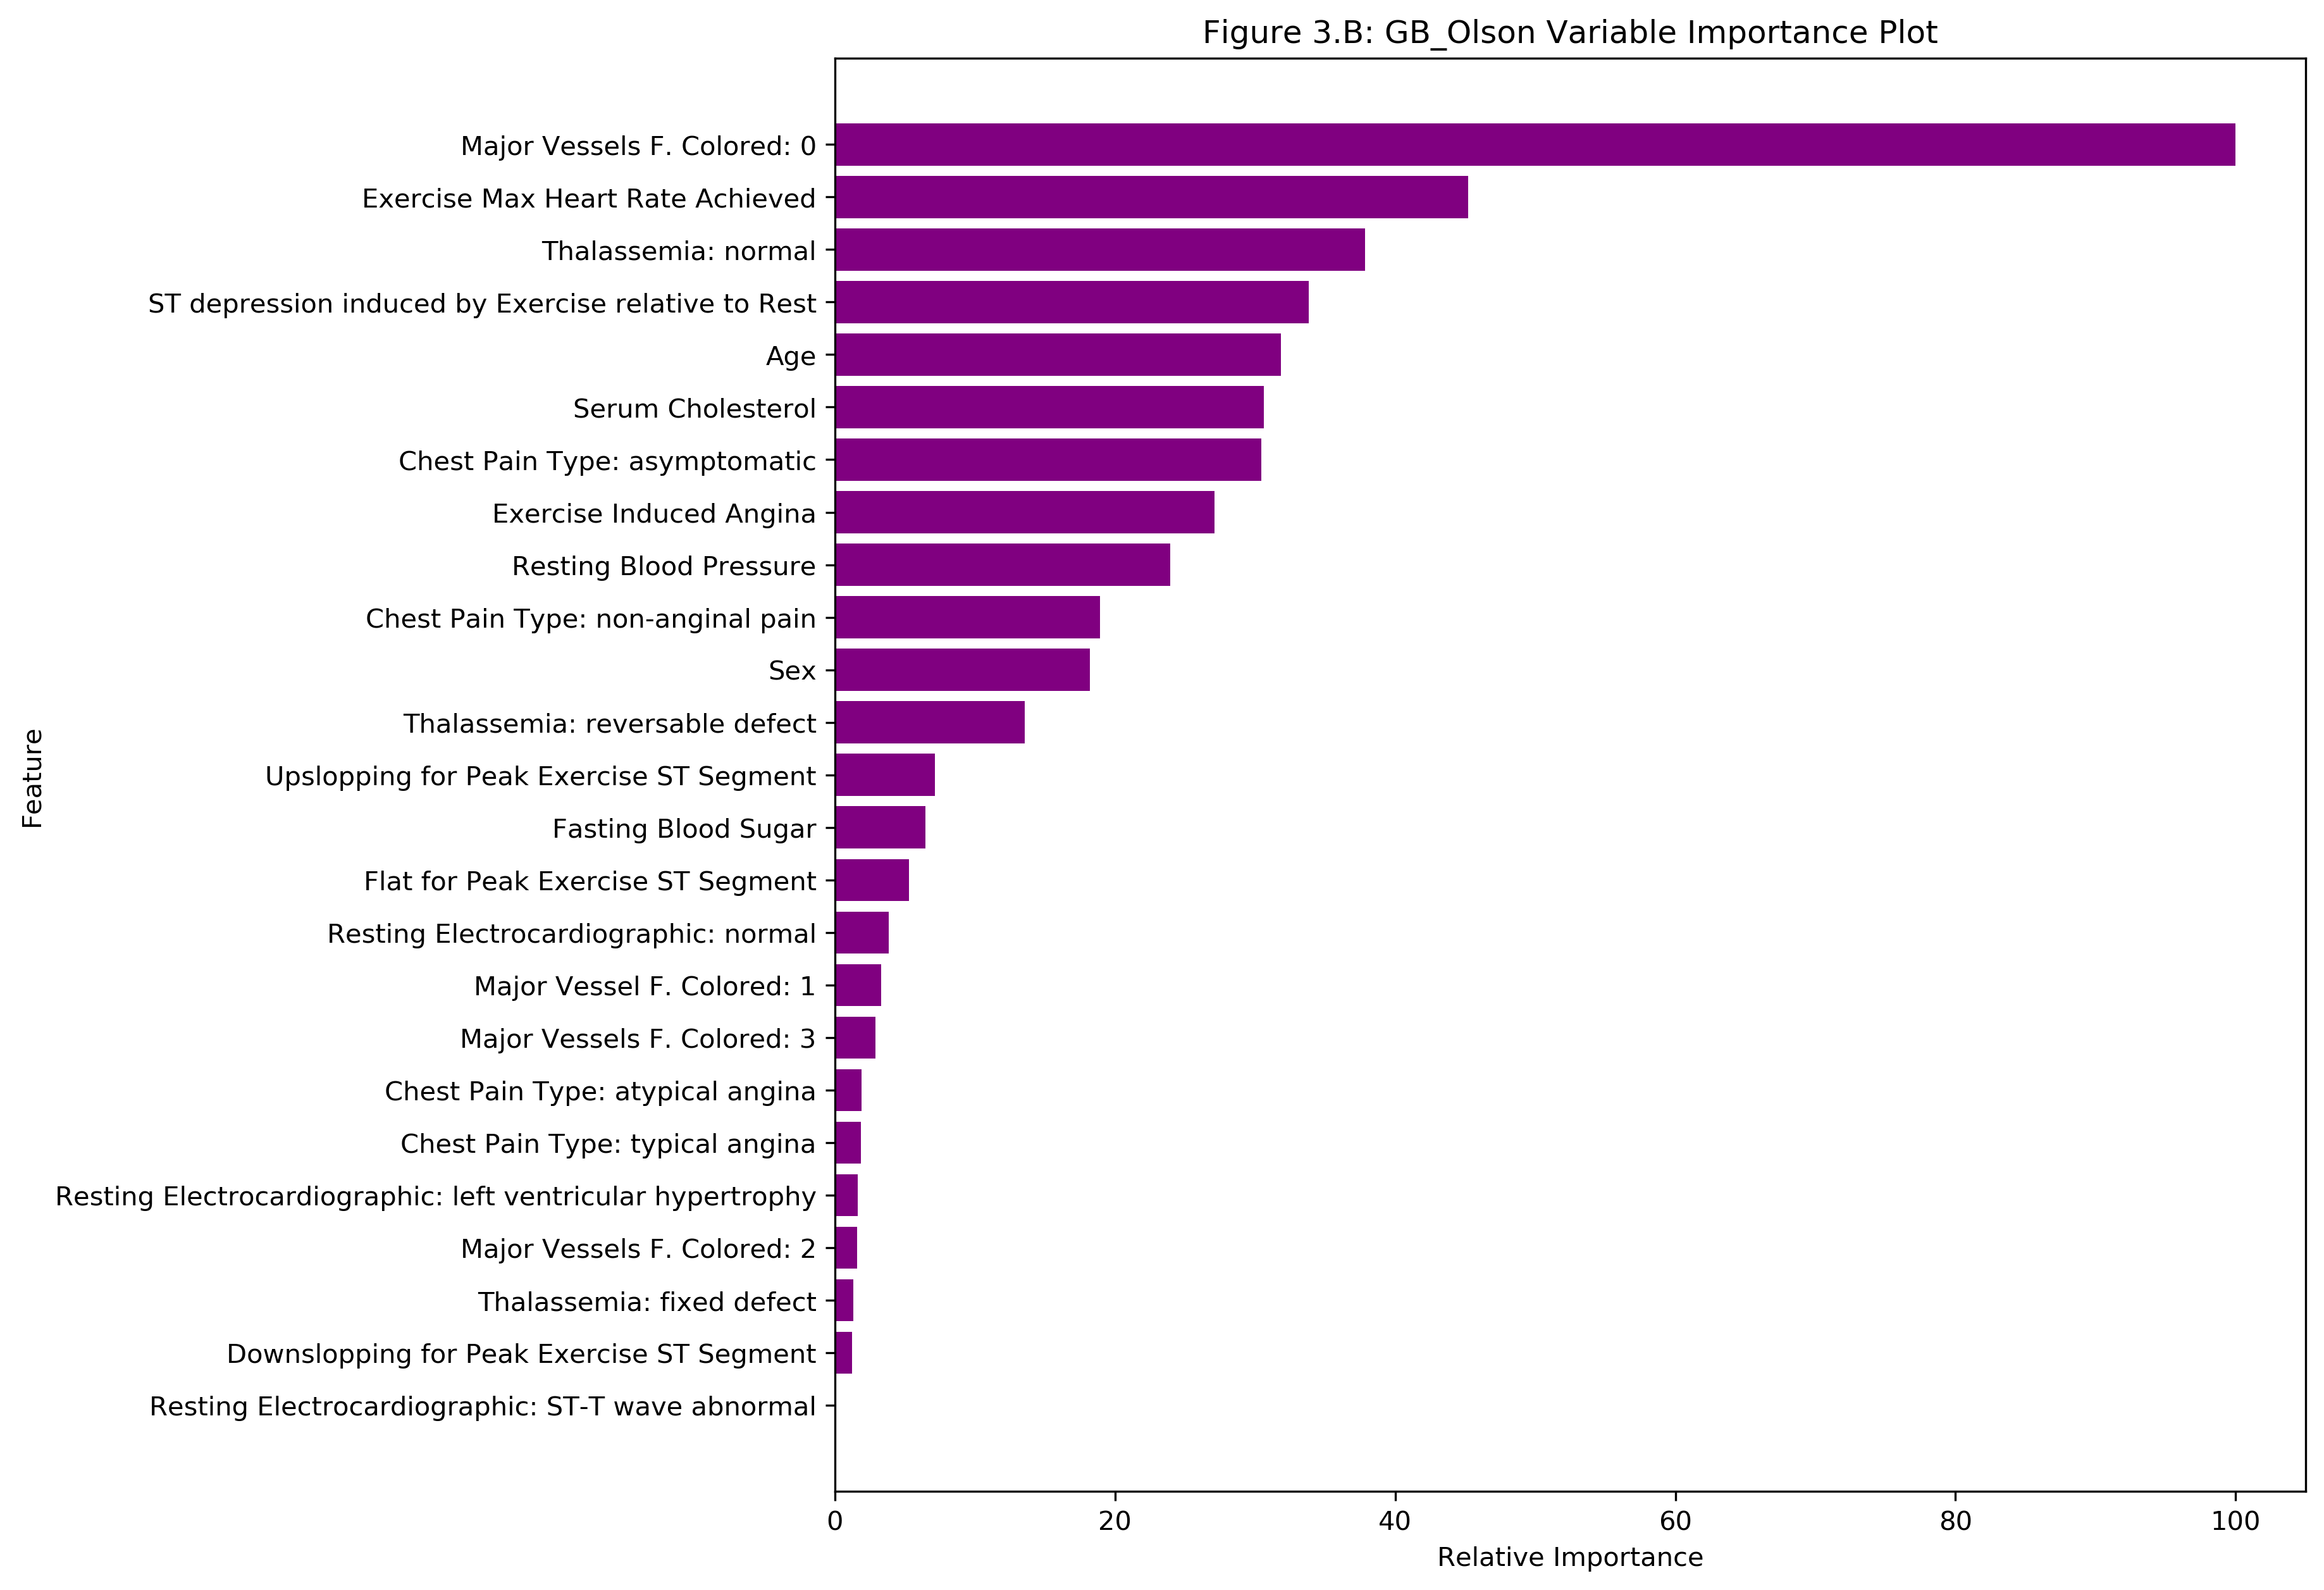 Figure 3.B: GB_Olson Variable Importance Plot
Major Vessels F. Colored: 0
Exercise Max Heart Rate Achieved
Thalassemia: normal
ST depression induced by Exercise relative to Rest
Age
Serum Cholesterol
Chest Pain Type: asymptomatic
Exercise Induced Angina
Resting Blood Pressure
Chest Pain Type: non-anginal pain
Sex
Thalassemia: reversable defect
Upslopping for Peak Exercise ST Segment
Fasting Blood Sugar
Flat for Peak Exercise ST Segment
Resting Electrocardiographic: normal
Major Vessel F. Colored: 1
Major Vessels F. Colored: 3
Chest Pain Type: atypical angina
Chest Pain Type: typical angina
Resting Electrocardiographic: left ventricular hypertrophy
Major Vessels F. Colored: 2
Thalassemia: fixed defect
Downslopping for Peak Exercise ST Segment
Resting Electrocardiographic: ST-T wave abnormal
Feature
0 20 40 60 80 100
Relative Importance